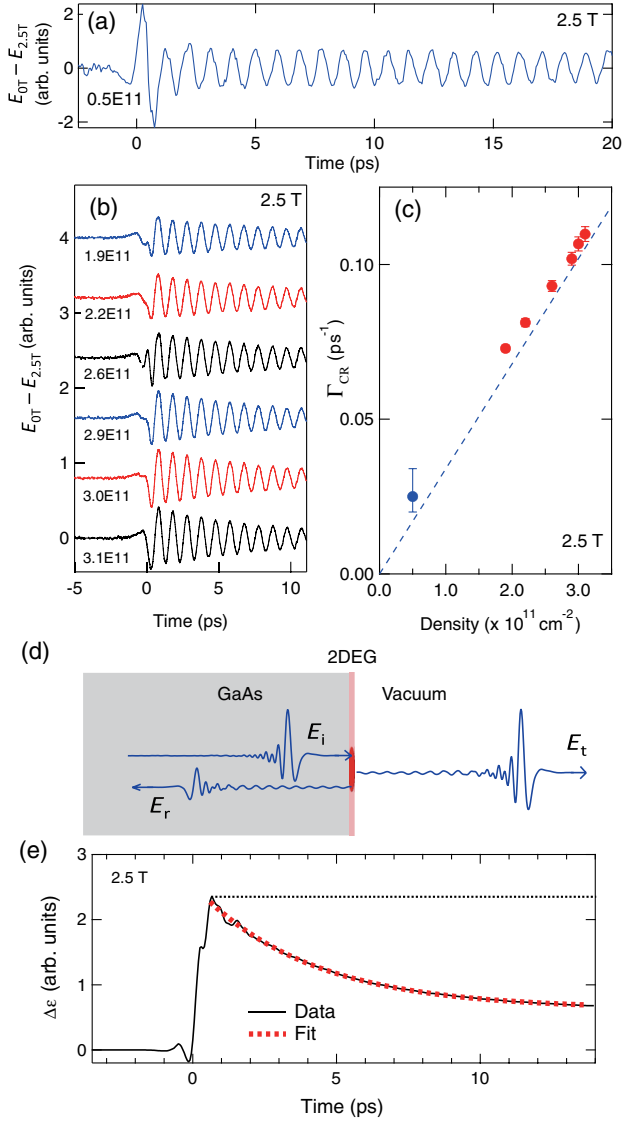 (a)
2.5 T
E0T − E2.5T
(arb. units)
2
0
-2
0.5E11
0
5
10
15
20
Time (ps)
(b)
2.5 T
E0T − E2.5T (arb. units)
4
3
2
1
0
1.9E11
2.2E11
2.6E11
2.9E11
3.0E11
3.1E11
-5
0
5
10
Time (ps)
(c)
ΓCR (ps-1)
0.10
0.05
0.00
2.5 T
0.0
1.0
2.0
3.0
Density (x 10^11 cm-2)
(d)
2DEG
GaAs
Vacuum
Ei
Er
Et
(e)
2.5 T
Δε (arb. units)
2
1
0
Data
Fit
0
5
10
Time (ps)